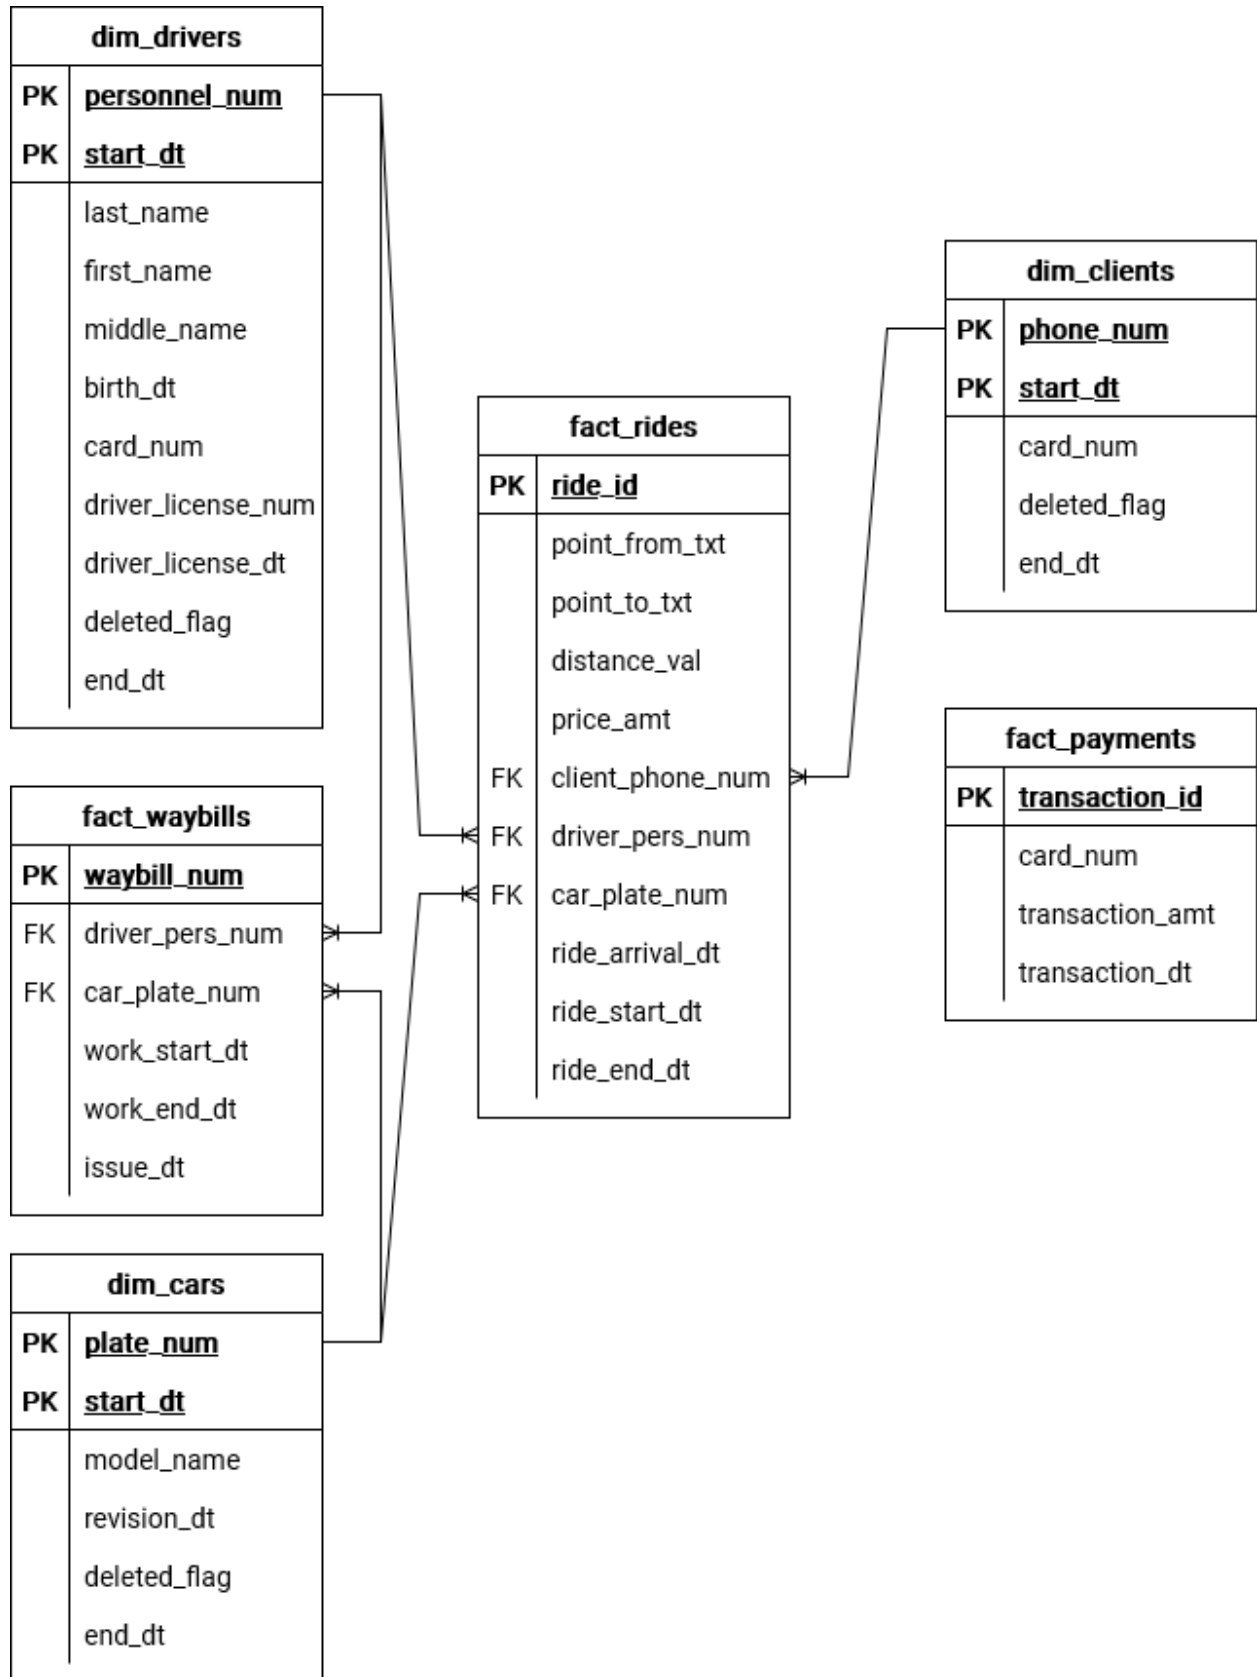 dim_drivers
PK personnel_num
PK start_dt
last_name
first_name
middle_name
birth_dt
card_num
driver_license_num
driver_license_dt
deleted_flag
end_dt
fact_waybills
PK waybill_num
FK driver_pers_num
FK car_plate_num
work_start_dt
work_end_dt
issue_dt
dim_cars
PK plate_num
PK start_dt
model_name
revision_dt
deleted_flag
end_dt
fact_rides
PK ride_id
point_from_txt
point_to_txt
distance_val
price_amt
FK client_phone_num
FK driver_pers_num
FK car_plate_num
ride_arrival_dt
ride_start_dt
ride_end_dt
dim_clients
PK phone_num
PK start_dt
card_num
deleted_flag
end_dt
fact_payments
PK transaction_id
card_num
transaction_amt
transaction_dt